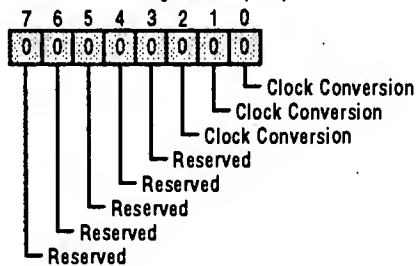 7 6 5 4 3 2 1 0
0 0 0 0 0 0 0 0
Clock Conversion
Clock Conversion
Clock Conversion
Reserved
Reserved
Reserved
Reserved
Reserved